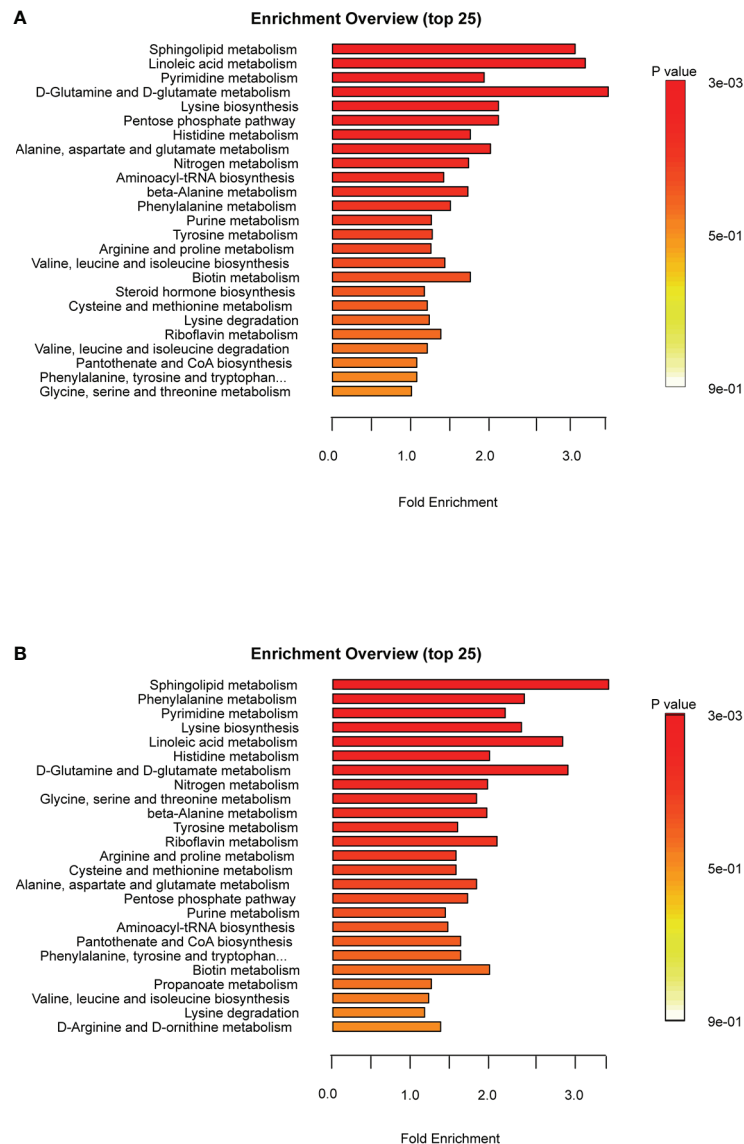 A
Enrichment Overview (top 25)
Sphingolipid metabolism
Linoleic acid metabolism
Pyrimidine metabolism
D-Glutamine and D-glutamate metabolism
Lysine biosynthesis
Pentose phosphate pathway
Histidine metabolism
Alanine, aspartate and glutamate metabolism
Nitrogen metabolism
Aminoacyl-tRNA biosynthesis
beta-Alanine metabolism
Phenylalanine metabolism
Purine metabolism
Tyrosine metabolism
Arginine and proline metabolism
Valine, leucine and isoleucine biosynthesis
Biotin metabolism
Steroid hormone biosynthesis
Cysteine and methionine metabolism
Lysine degradation
Riboflavin metabolism
Valine, leucine and isoleucine degradation
Pantothenate and CoA biosynthesis
Phenylalanine, tyrosine and tryptophan...
Glycine, serine and threonine metabolism
0.0 1.0 2.0 3.0
Fold Enrichment
P value
3e-03
5e-01
9e-01
B
Enrichment Overview (top 25)
Sphingolipid metabolism
Phenylalanine metabolism
Pyrimidine metabolism
Lysine biosynthesis
Linoleic acid metabolism
Histidine metabolism
D-Glutamine and D-glutamate metabolism
Nitrogen metabolism
Glycine, serine and threonine metabolism
beta-Alanine metabolism
Tyrosine metabolism
Riboflavin metabolism
Arginine and proline metabolism
Cysteine and methionine metabolism
Alanine, aspartate and glutamate metabolism
Pentose phosphate pathway
Purine metabolism
Aminoacyl-tRNA biosynthesis
Pantothenate and CoA biosynthesis
Phenylalanine, tyrosine and tryptophan...
Biotin metabolism
Propanoate metabolism
Valine, leucine and isoleucine biosynthesis
Lysine degradation
D-Arginine and D-ornithine metabolism
0.0 1.0 2.0 3.0
Fold Enrichment
P value
3e-03
5e-01
9e-01